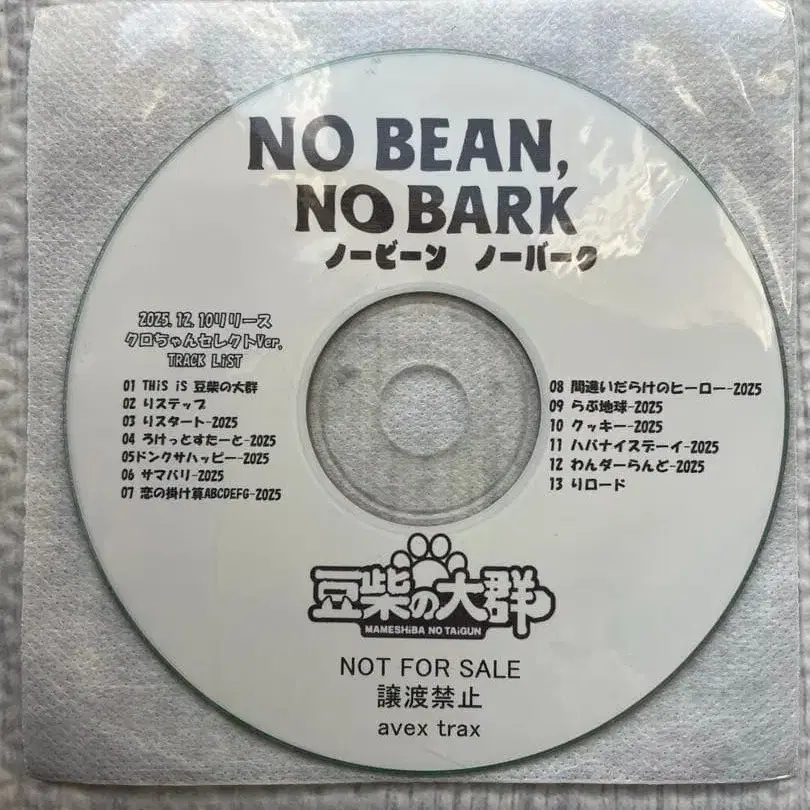 NO BEAN,
NO BARK
ノービーン ノーバーク
2025.12.10リリース
クロちゃんセレクトVer.
TRACK LiST
01 THiS iS 豆柴の大群
02 りステップ
03 りスタート-2025
04 ろけっとすたーと-2025
05ドンクサハッピー-2025
06 サマバリ-2025
07 恋の掛け算ABCDEFG-2025
08 間違いだらけのヒーロー-2025
09 らぶ地球-2025
10 クッキー-2025
11 ハバナイスデーイ-2025
12 わんダーらんど-2025
13 りロード
豆柴の大群
MAMESHiBA NO TAiGUN
NOT FOR SALE
譲渡禁止
avex trax